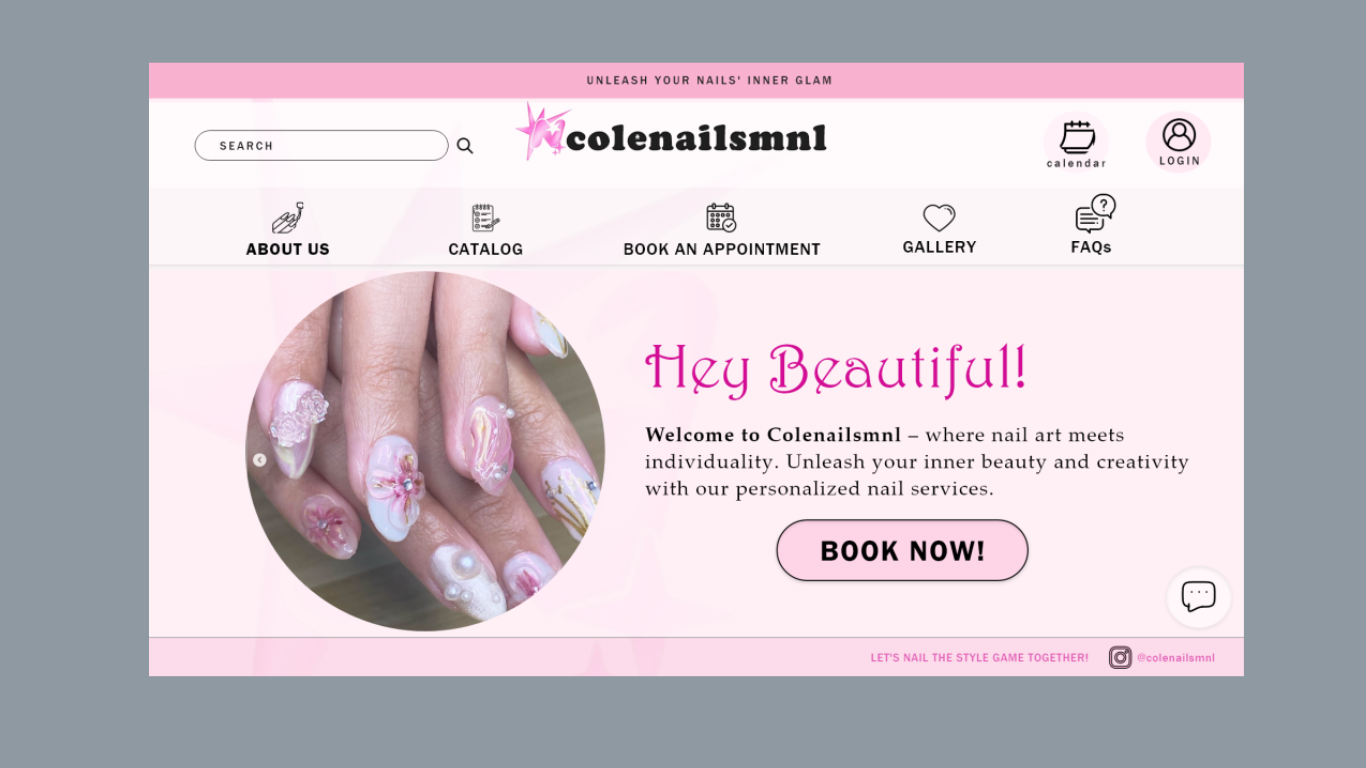 UNLEASH YOUR NAILS' INNER GLAM
SEARCH
colenailsmnl
calendar
LOGIN
ABOUT US
CATALOG
BOOK AN APPOINTMENT
GALLERY
?
FAQs
Hey Beautiful!
Welcome to Colenailsmnl – where nail art meets
individuality. Unleash your inner beauty and creativity
with our personalized nail services.
BOOK NOW!
LET'S NAIL THE STYLE GAME TOGETHER!
@colenailsmnl